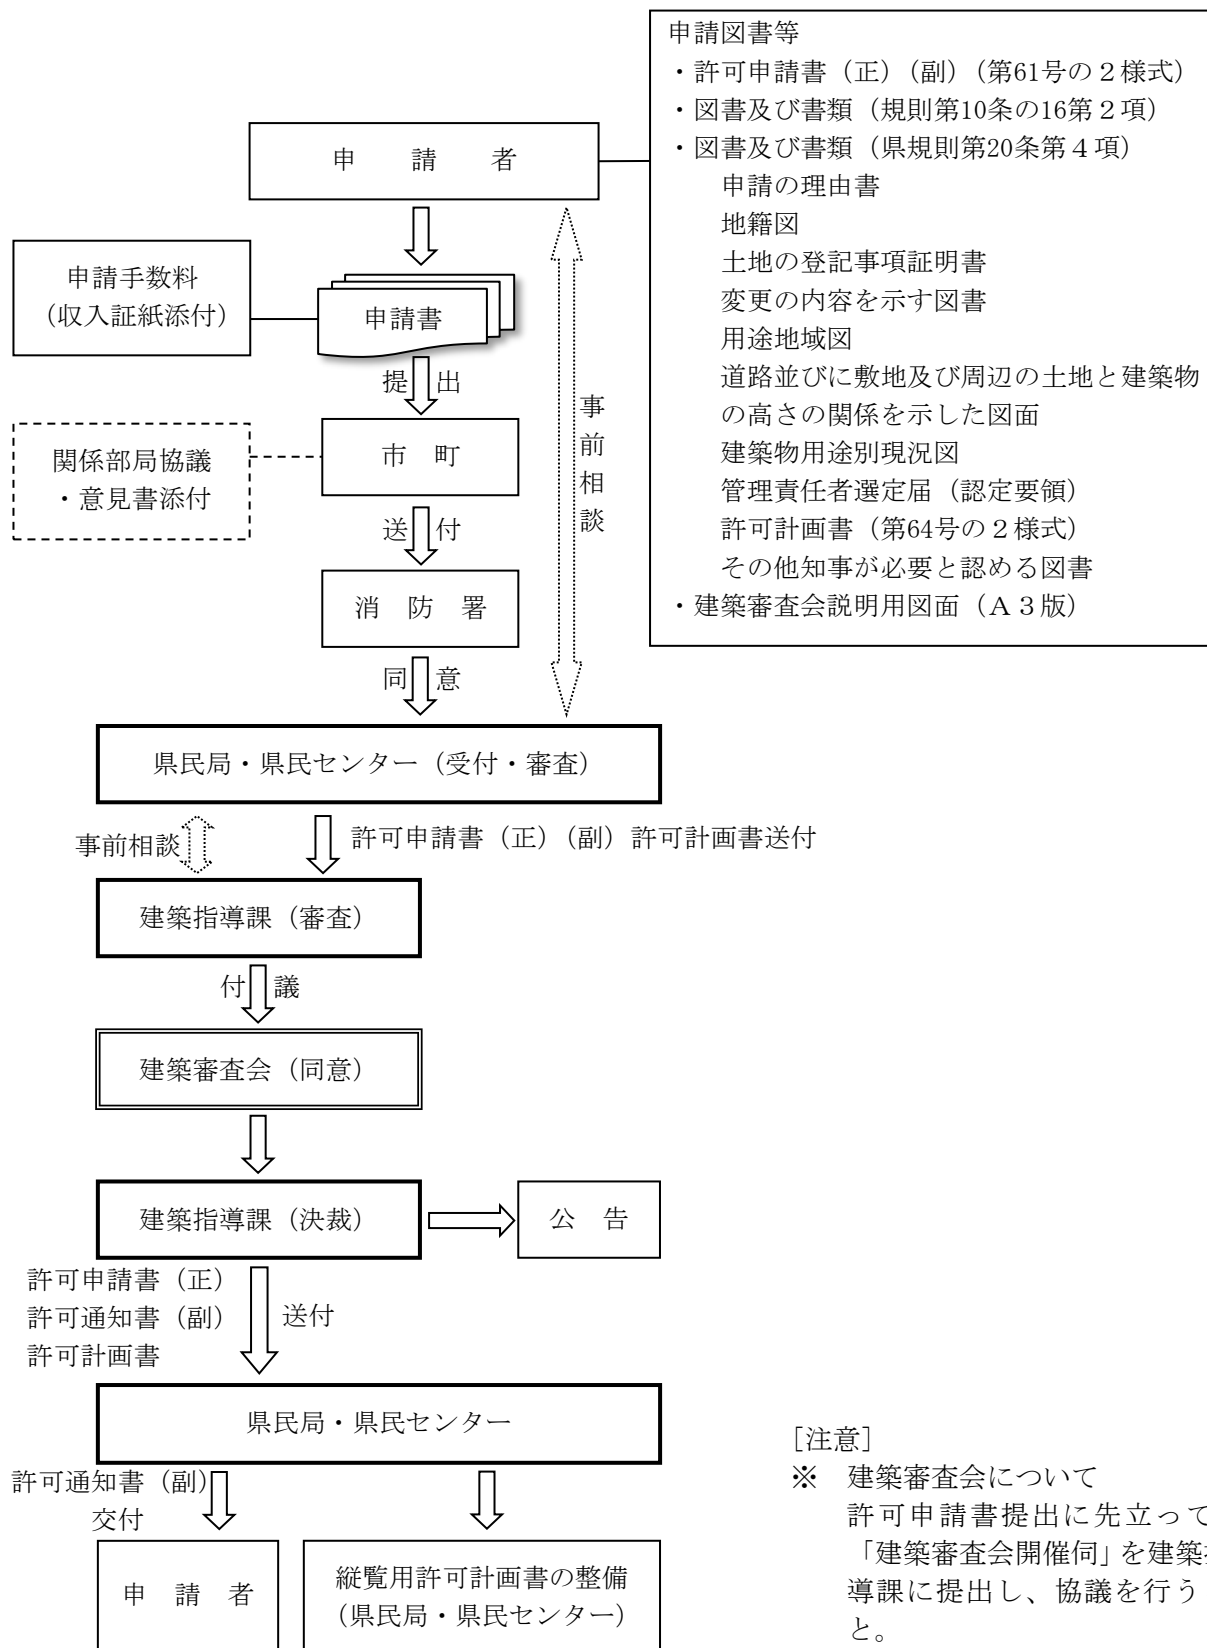 申請図書等
・許可申請書（正）（副）（第61号の２様式）
・図書及び書類（規則第10条の16第２項）
・図書及び書類（県規則第20条第４項）
申請の理由書
地籍図
土地の登記事項証明書
変更の内容を示す図書
用途地域図
道路並びに敷地及び周辺の土地と建築物
の高さの関係を示した図面
建築物用途別現況図
管理責任者選定届（認定要領）
許可計画書（第64号の２様式）
その他知事が必要と認める図書
・建築審査会説明用図面（Ａ３版）
申　請　者
申請手数料
（収入証紙添付）
申請書
提 出
事前相談
関係部局協議
・意見書添付
市　町
送 付
消　防　署
同 意
県民局・県民センター（受付・審査）
事前相談
許可申請書（正）（副）許可計画書送付
建築指導課（審査）
付 議
建築審査会（同意）
建築指導課（決裁）
公　告
許可申請書（正）
許可通知書（副）
許可計画書
送付
県民局・県民センター
許可通知書（副）
交付
申　請　者
縦覧用許可計画書の整備
（県民局・県民センター）
［注意］
※　建築審査会について
許可申請書提出に先立って
「建築審査会開催伺」を建築
導課に提出し、協議を行う
と。